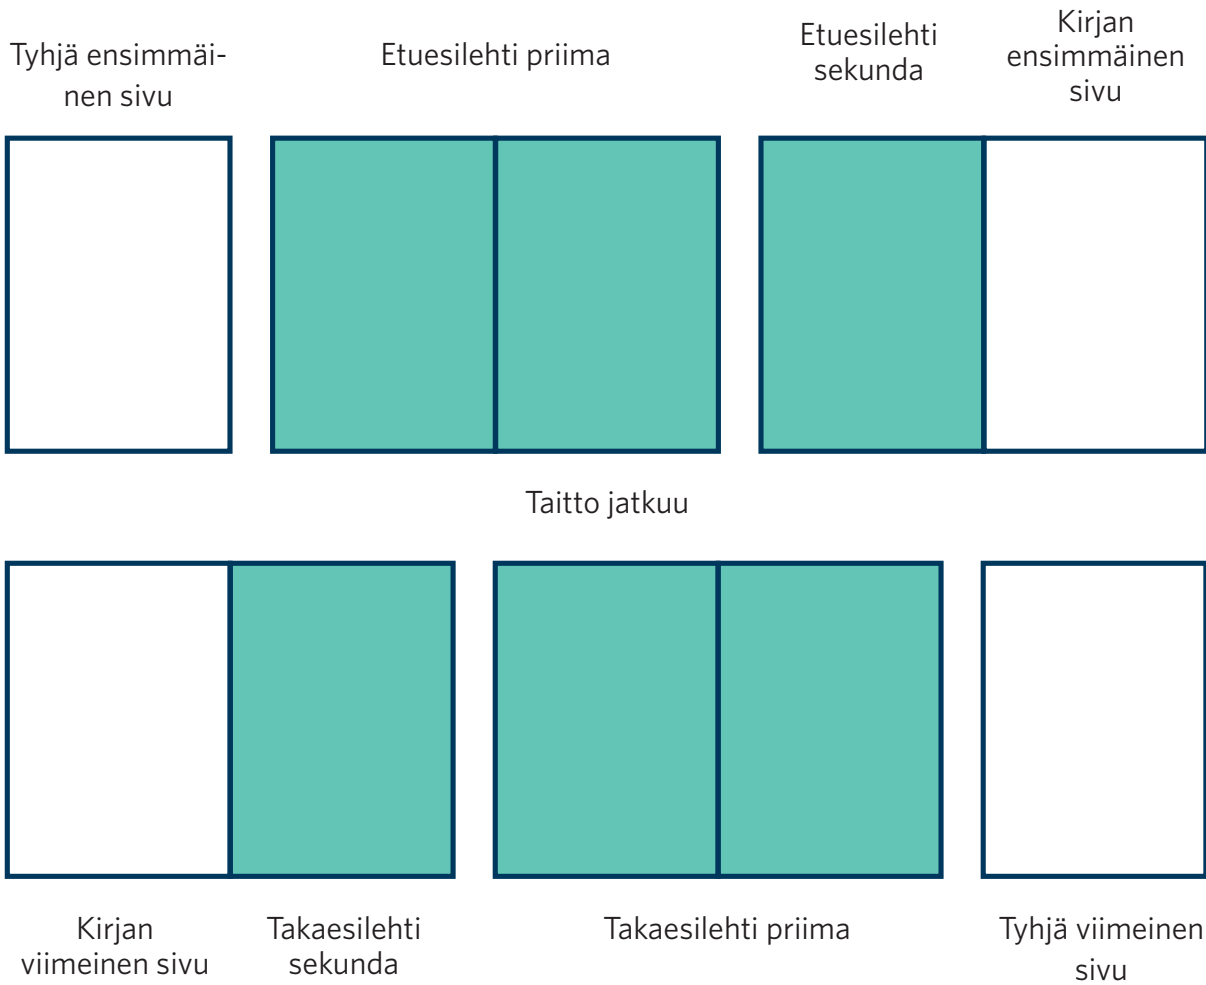 Tyhjä ensimmäi-
nen sivu
Etuesilehti priima
Etuesilehti
sekunda
Kirjan
ensimmäinen
sivu
Taitto jatkuu
Kirjan
viimeinen sivu
Takaesilehti
sekunda
Takaesilehti priima
Tyhjä viimeinen
sivu